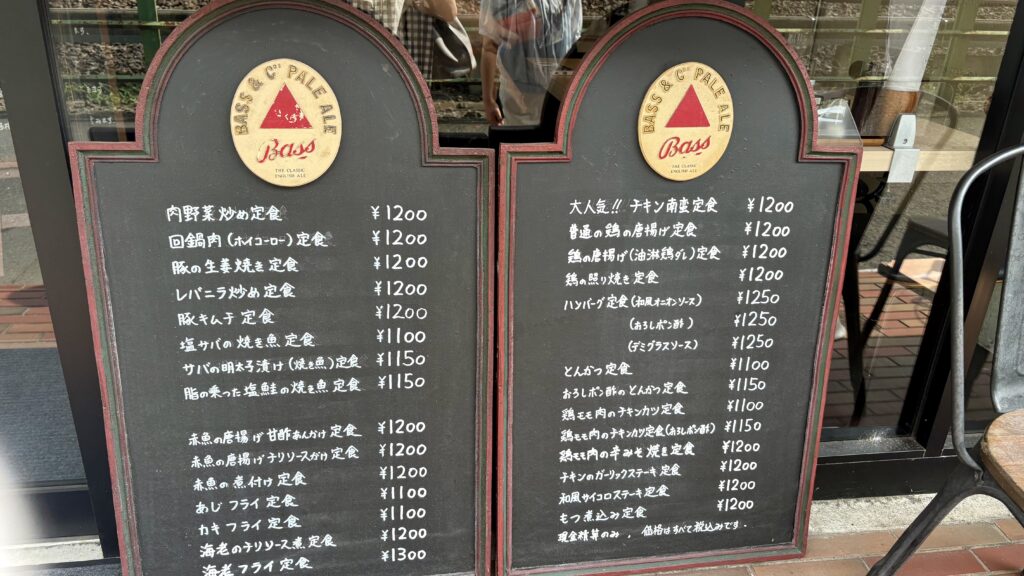 BASS & Co's PALE ALE
Bass
THE CLASSIC
ENGLISH ALE
肉野菜炒め定食 ¥1200
回鍋肉(ホイコーロー)定食 ¥1200
豚の生姜焼き定食 ¥1200
レバニラ炒め定食 ¥1200
豚キムチ定食 ¥1200
塩サバの焼き魚定食 ¥1100
サバの明太子漬け(焼き魚)定食 ¥1150
脂の乗った塩鮭の焼き魚定食 ¥1150
赤魚の唐揚げ甘酢あんかけ定食 ¥1200
赤魚の唐揚げチリソースがけ定食 ¥1200
赤魚の煮付け定食 ¥1200
あじフライ定食 ¥1100
カキフライ定食 ¥1100
海老のチリソース煮定食 ¥1200
海老フライ定食 ¥1300
BASS & Co's PALE ALE
Bass
THE CLASSIC
ENGLISH ALE
大人気!! チキン南蛮定食 ¥1200
普通の鶏の唐揚げ定食 ¥1200
鶏の唐揚げ(油淋鶏ダレ)定食 ¥1200
鶏の照り焼き定食 ¥1200
ハンバーグ定食(和風オニオンソース) ¥1250
(おろしポン酢) ¥1250
(デミグラスソース) ¥1250
とんかつ定食 ¥1100
おろしポン酢のとんかつ定食 ¥1150
鶏モモ肉のチキンカツ定食 ¥1100
鶏モモ肉のチキンカツ定食(おろしポン酢) ¥1150
鶏モモ肉の辛みそ焼き定食 ¥1200
チキンのガーリックステーキ定食 ¥1200
和風サイコロステーキ定食 ¥1200
もつ煮込み定食 ¥1200
現金精算のみ、価格はすべて税込みです。